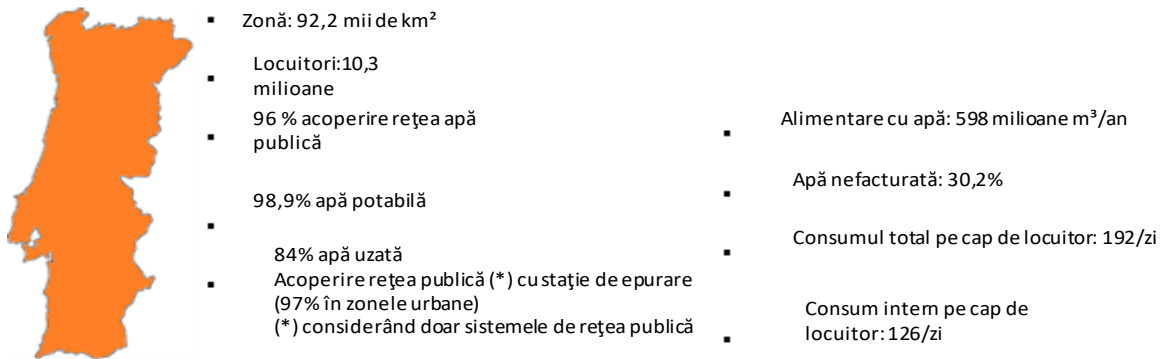 ▪ Zonă: 92,2 mii de km²
▪ Locuitori:10,3
milioane
▪ 96 % acoperire reţea apă
publică
▪ 98,9% apă potabilă
▪ 84% apă uzată
Acoperire reţea publică (*) cu staţie de epurare
(97% în zonele urbane)
(*) considerând doar sistemele de reţea publică
▪ Alimentare cu apă: 598 milioane m³/an
▪ Apă nefacturată: 30,2%
▪ Consumul total pe cap de locuitor: 192/zi
▪ Consum intern pe cap de
locuitor: 126/zi